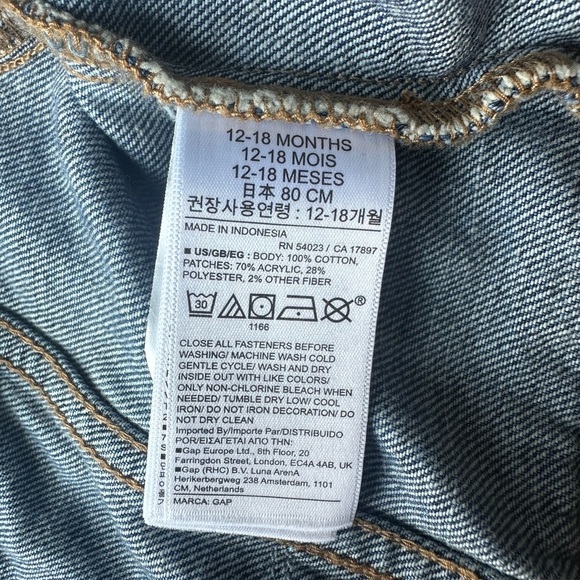 12-18 MONTHS
12-18 MOIS
12-18 MESES
日本 80 CM
권장사용연령 : 12-18개월
MADE IN INDONESIA
RN 54023 / CA 17897
■ US/GB/EG : BODY: 100% COTTON,
PATCHES: 70% ACRYLIC, 28%
POLYESTER, 2% OTHER FIBER
30
®
1166
CLOSE ALL FASTENERS BEFORE
WASHING/ MACHINE WASH COLD
GENTLE CYCLE/ WASH AND DRY
INSIDE OUT WITH LIKE COLORS/
ONLY NON-CHLORINE BLEACH WHEN
NEEDED/ TUMBLE DRY LOW/ COOL
IRON/ DO NOT IRON DECORATION/ DO
NOT DRY CLEAN
Imported By/Importe Par/DISTRIBUIDO
POR/ΕΙΣΑΓΕΤΑΙ ΑΠΟ ΤΗΝ:
■Gap Europe Ltd., 8th Floor, 20
Farringdon Street, London, EC4A 4AB, UK
■Gap (RHC) B.V. Luna ArenA
Herikerbergweg 238 Amsterdam, 1101
CM, Netherlands
MARCA: GAP